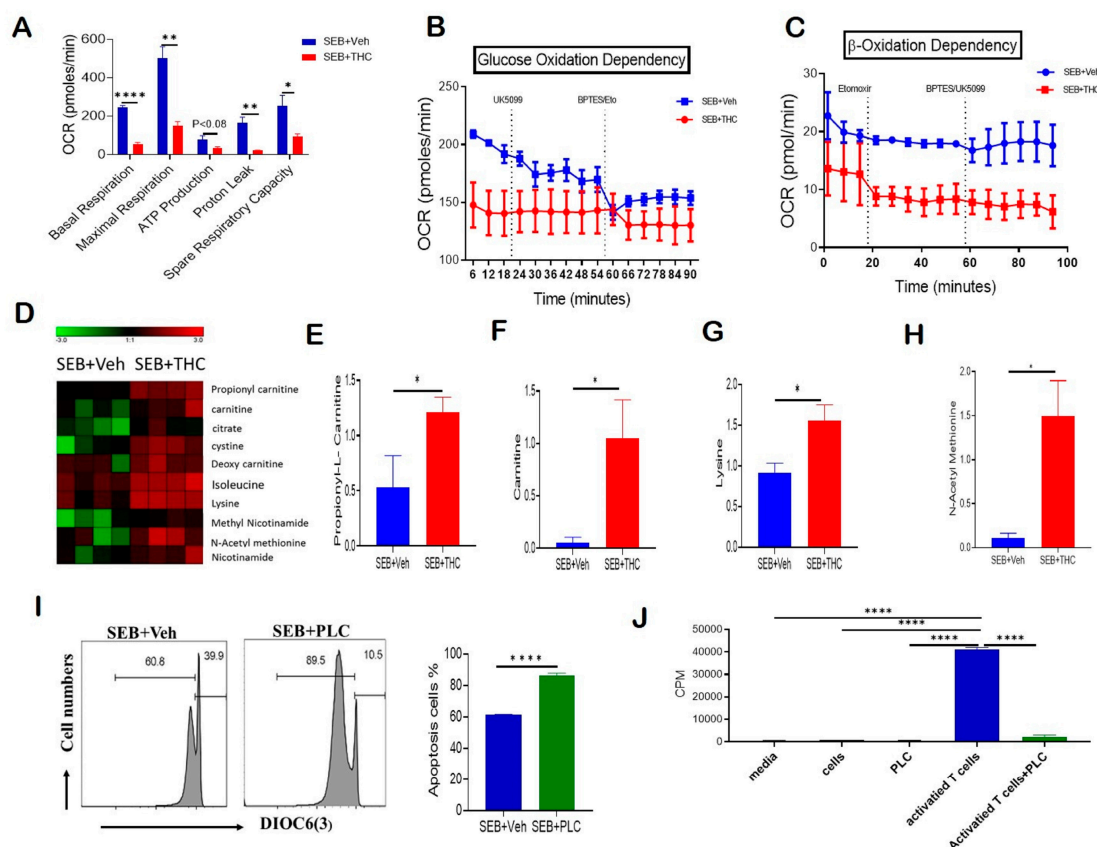 A
OCR (pmoles/min)
600
400
200
0
SEB+Veh
SEB+THC
****
**
P<0.08
**
*
Basal Respiration
Maximal Respiration
ATP Production
Proton Leak
Spare Respiratory Capacity
B
Glucose Oxidation Dependency
UK5099
BPTES/Eto
SEB+Veh
SEB+THC
OCR (pmoles/min)
250
200
150
100
6 12 18 24 30 36 42 48 54 60 66 72 78 84 90
Time (minutes)
C
β-Oxidation Dependency
Etomoxir
BPTES/UK5099
SEB+Veh
SEB+THC
OCR (pmol/min)
30
20
10
0
0 20 40 60 80 100
Time (minutes)
D
-3.0 1:1 3.0
SEB+Veh SEB+THC
Propionyl carnitine
carnitine
citrate
cystine
Deoxy carnitine
Isoleucine
Lysine
Methyl Nicotinamide
N-Acetyl methionine
Nicotinamide
E
Propionyl-L- Carnitine
1.5
1.0
0.5
0.0
*
SEB+Veh SEB+THC
F
Carnitine
1.5
1.0
0.5
0.0
*
SEB+Veh SEB+THC
G
Lysine
2.0
1.5
1.0
0.5
0.0
*
SEB+Veh SEB+THC
H
N-Acetyl Methionine
2.0
1.5
1.0
0.5
0.0
*
SEB+Veh SEB+THC
I
SEB+Veh
60.8
39.9
SEB+PLC
89.5
10.5
Cell numbers
DIOC6(3)
Apoptosis cells %
100
80
60
40
20
0
****
SEB+Veh SEB+PLC
J
CPM
50000
40000
30000
20000
10000
0
****
****
**** ****
media
cells
PLC
activatied T cells
Activatied T cells+PLC